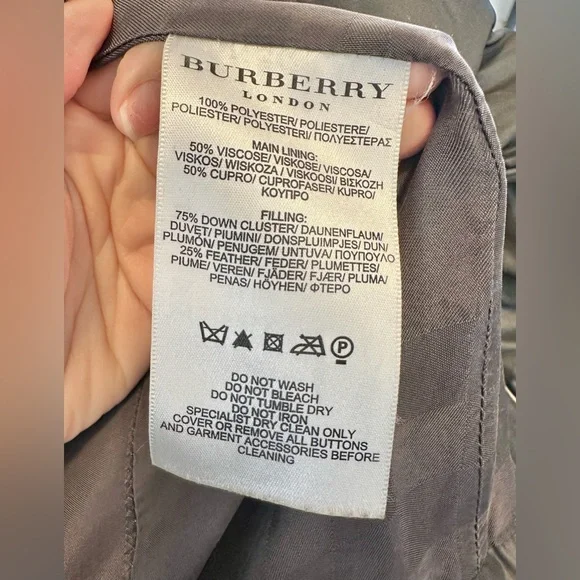 BURBERRY
LONDON
100% POLYESTER/ POLIESTERE/
POLIESTER/ POLYESTER/ ΠΟΛΥΕΣΤΕΡΑΣ
MAIN LINING:
50% VISCOSE/ VISKOSE/ VISCOSA/
VISKOS/ WISKOZA / VISKOOSI/ ΒΙΣΚΟΖΗ
50% CUPRO/ CUPROFASER/ KUPRO/
ΚΟΥΠΡΟ
FILLING:
75% DOWN CLUSTER/ DAUNENFLAUM/
DUVET/ PIUMINI/ DONSPLUIMPJES/ DUN/
PLUMÓN/ PENUGEM/ UNTUVA/ ΠΟΥΠΟΥΛΟ
25% FEATHER/ FEDER/ PLUMETTES/
PIUME/ VEREN/ FJÄDER/ FJÆR/ PLUMA/
PENAS/ HÖYHEN/ ΦΤΕΡΟ
P
DO NOT WASH
DO NOT BLEACH
DO NOT TUMBLE DRY
DO NOT IRON
SPECIALIST DRY CLEAN ONLY
COVER OR REMOVE ALL BUTTONS
AND GARMENT ACCESSORIES BEFORE
CLEANING